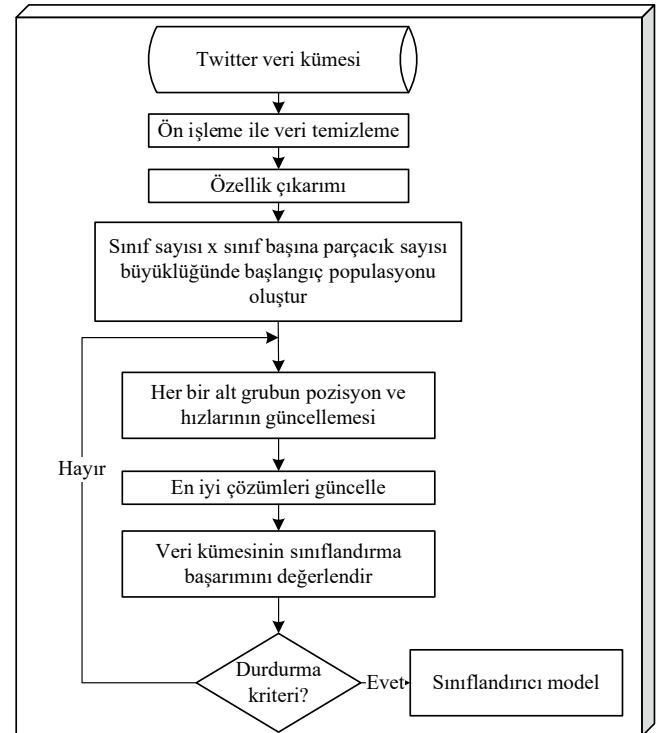 Twitter veri kümesi
Ön işleme ile veri temizleme
Özellik çıkarımı
Sınıf sayısı x sınıf başına parçacık sayısı
büyüklüğünde başlangıç populasyonu
oluştur
Her bir alt grubun pozisyon ve
hızlarının güncellemesi
Hayır
En iyi çözümleri güncelle
Veri kümesinin sınıflandırma
başarımını değerlendir
Durdurma
kriteri?
Evet
Sınıflandırıcı model